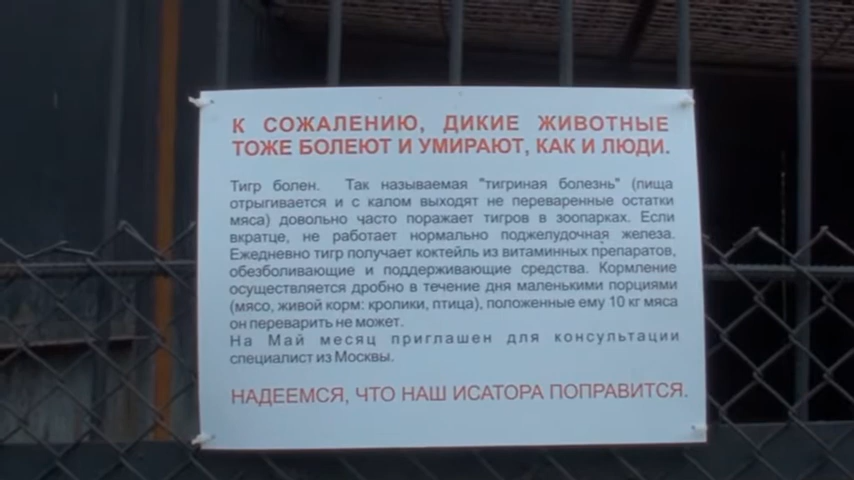 К СОЖАЛЕНИЮ, ДИКИЕ ЖИВОТНЫЕ
ТОЖЕ БОЛЕЮТ И УМИРАЮТ, КАК И ЛЮДИ.
Тигр болен. Так называемая "тигриная болезнь" (пища
отрыгивается и с калом выходят не переваренные остатки
мяса) довольно часто поражает тигров в зоопарках. Если
вкратце, не работает нормально поджелудочная железа.
Ежедневно тигр получает коктейль из витаминных препаратов,
обезболивающие и поддерживающие средства. Кормление
осуществляется дробно в течение дня маленькими порциями
(мясо, живой корм: кролики, птица), положенные ему 10 кг мяса
он переварить не может.
На Май месяц приглашен для консультации
специалист из Москвы.
НАДЕЕМСЯ, ЧТО НАШ ИСАТОРА ПОПРАВИТСЯ.